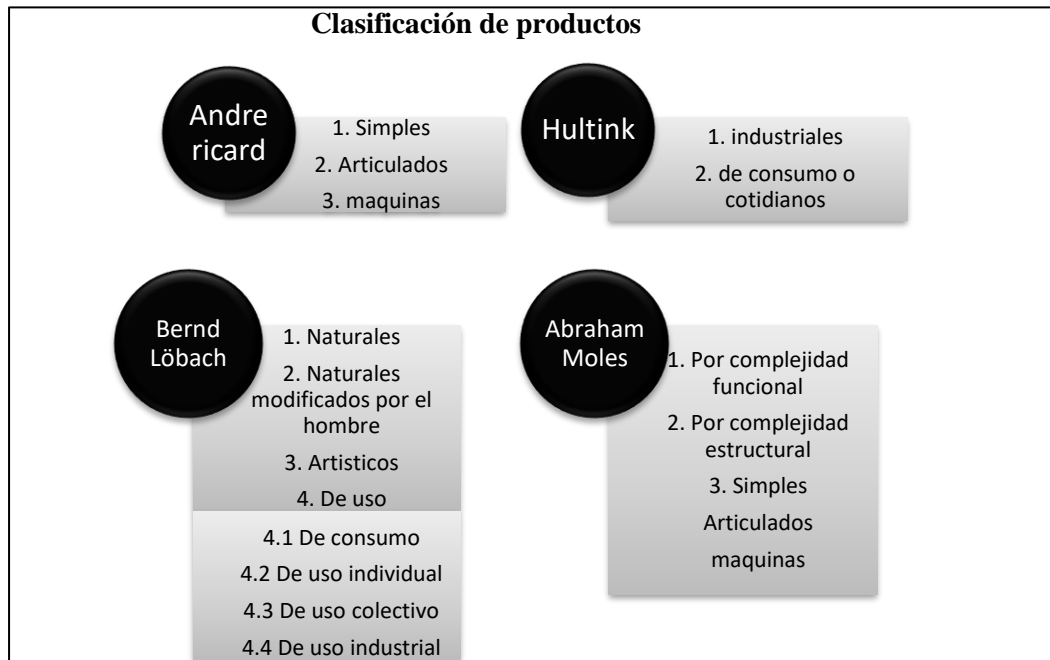 Clasificación de productos
Andre
ricard
1. Simples
2. Articulados
3. maquinas
Hultink
1. industriales
2. de consumo o
cotidianos
Bernd
Löbach
1. Naturales
2. Naturales
modificados por el
hombre
3. Artisticos
4. De uso
4.1 De consumo
4.2 De uso individual
4.3 De uso colectivo
4.4 De uso industrial
Abraham
Moles
1. Por complejidad
funcional
2. Por complejidad
estructural
3. Simples
Articulados
maquinas